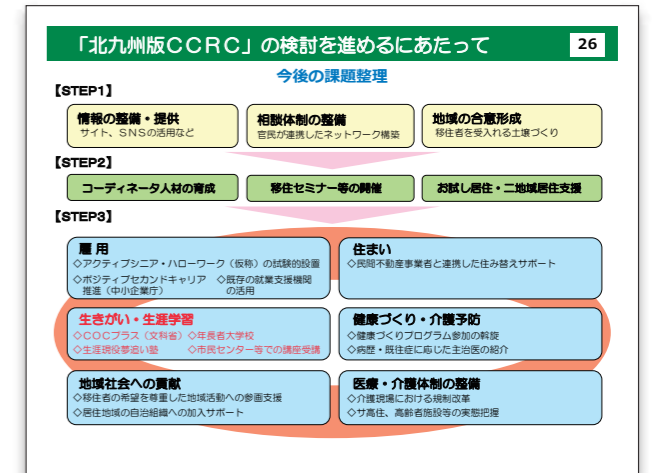 「北九州版ＣＣＲＣ」の検討を進めるにあたって
26
今後の課題整理
【STEP1】
情報の整備・提供
サイト、ＳＮＳの活用など
相談体制の整備
官民が連携したネットワーク構築
地域の合意形成
移住者を受入れる土壌づくり
【STEP2】
コーディネータ人材の育成
移住セミナー等の開催
お試し居住・二地域居住支援
【STEP3】
雇 用
◇アクティブシニア・ハローワーク（仮称）の試験的設置
◇ポジティブセカンドキャリア
推進（中小企業庁）
◇既存の就業支援機関
の活用
住まい
◇民間不動産事業者と連携した住み替えサポート
生きがい・生涯学習
◇ＣＯＣプラス（文科省）◇年長者大学校
◇生涯現役夢追い塾　◇市民センター等での講座受講
健康づくり・介護予防
◇健康づくりプログラム参加の斡旋
◇病歴・既住症に応じた主治医の紹介
地域社会への貢献
◇移住者の希望を尊重した地域活動への参画支援
◇居住地域の自治組織への加入サポート
医療・介護体制の整備
◇介護現場における規制改革
◇サ高住、高齢者施設等の実態把握